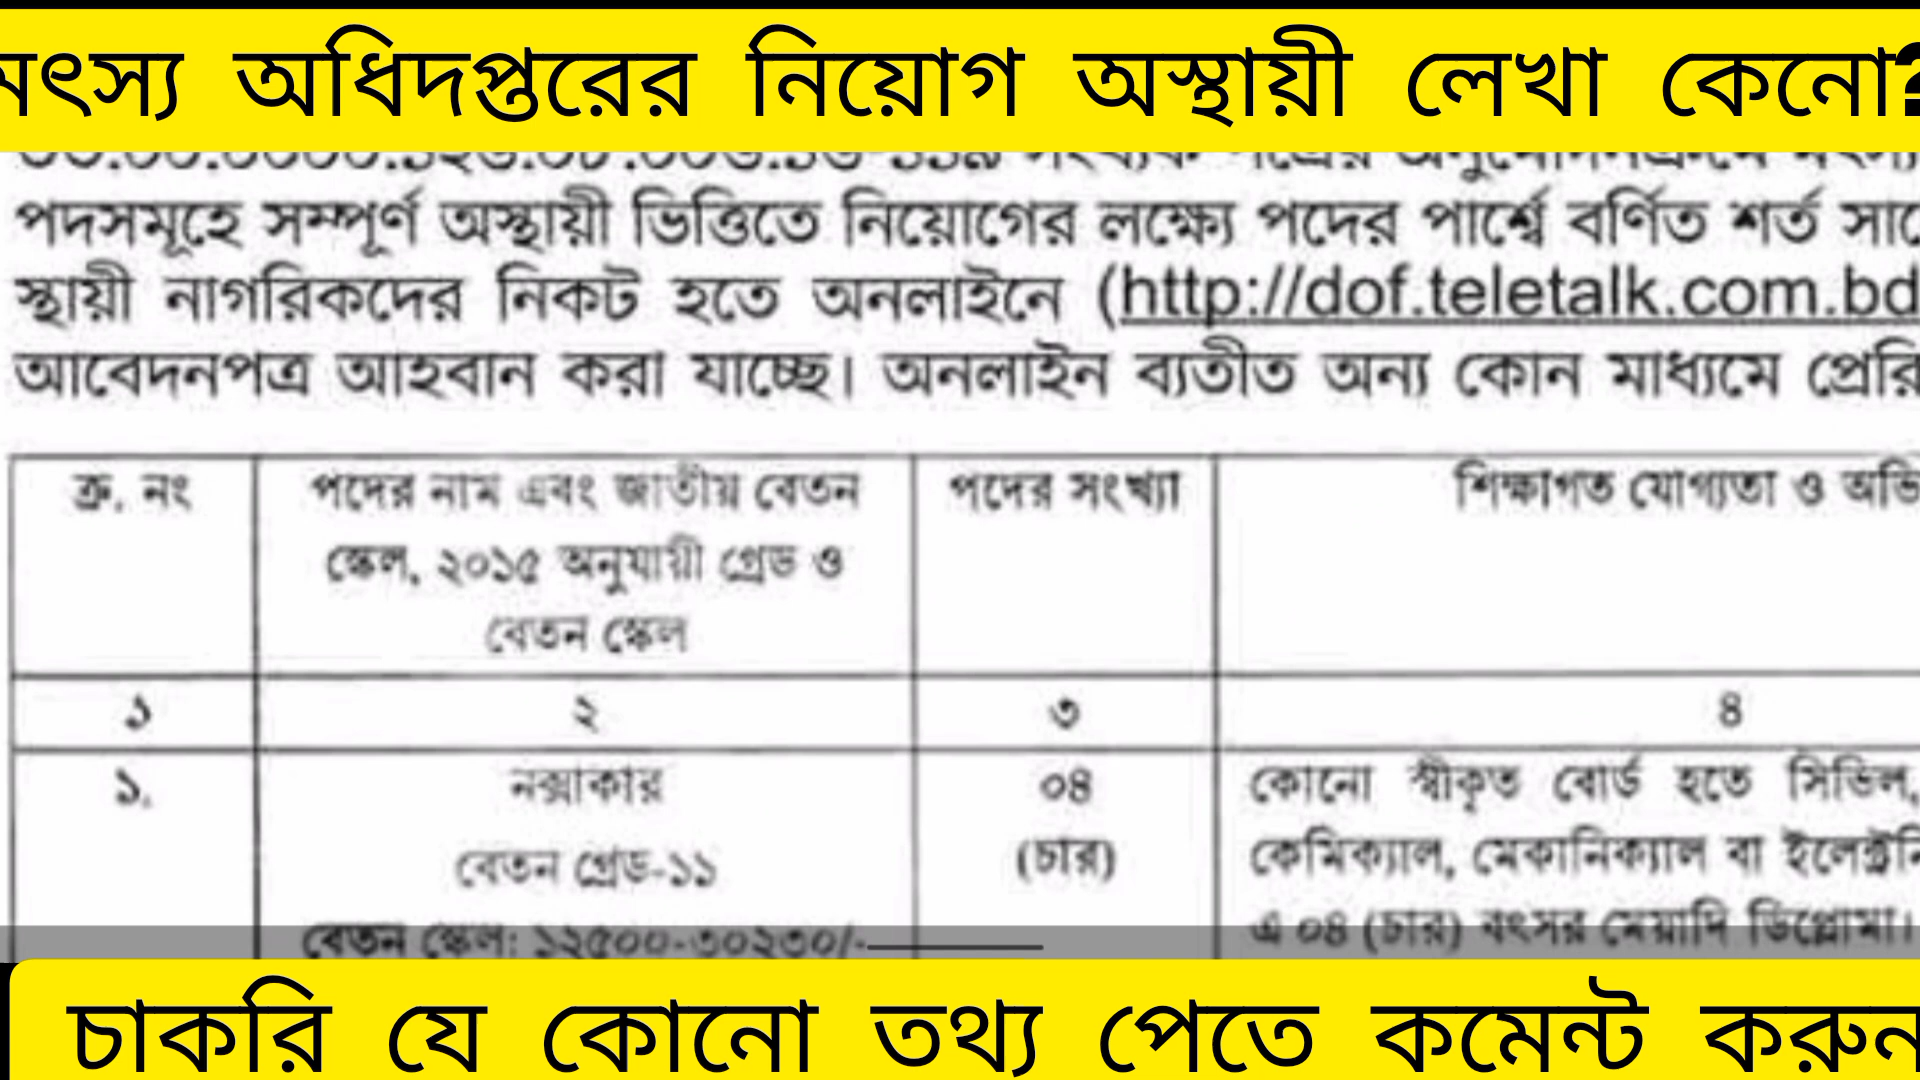 মৎস্য অধিদপ্তরের নিয়োগ অস্থায়ী লেখা কেনো?
পদসমূহে সম্পূর্ণ অস্থায়ী ভিত্তিতে নিয়োগের লক্ষ্যে পদের পার্শ্বে বর্ণিত শর্ত
স্থায়ী নাগরিকদের নিকট হতে অনলাইনে (http://dof.teletalk.com.bd
আবেদনপত্র আহবান করা যাচ্ছে। অনলাইন ব্যতীত অন্য কোন মাধ্যমে
ক্র. নং
পদের নাম এবং জাতীয় বেতন
স্কেল, ২০১৫ অনুযায়ী গ্রেড ও
বেতন স্কেল
পদের সংখ্যা
শিক্ষাগত যোগ্যতা ও
১
২
৩
৪
১.
নক্সাকার
বেতন গ্রেড-১১
বেতন স্কেল: ১২৫০০-৩০২৩০/-
০৪
(চার)
কোনো স্বীকৃত বোর্ড হতে সিভিল,
কেমিক্যাল, মেকানিক্যাল বা
এ ০৪ (চার) বৎসর মেয়াদি ডিপ্লোমা।
চাকরি যে কোনো তথ্য পেতে কমেন্ট করুন